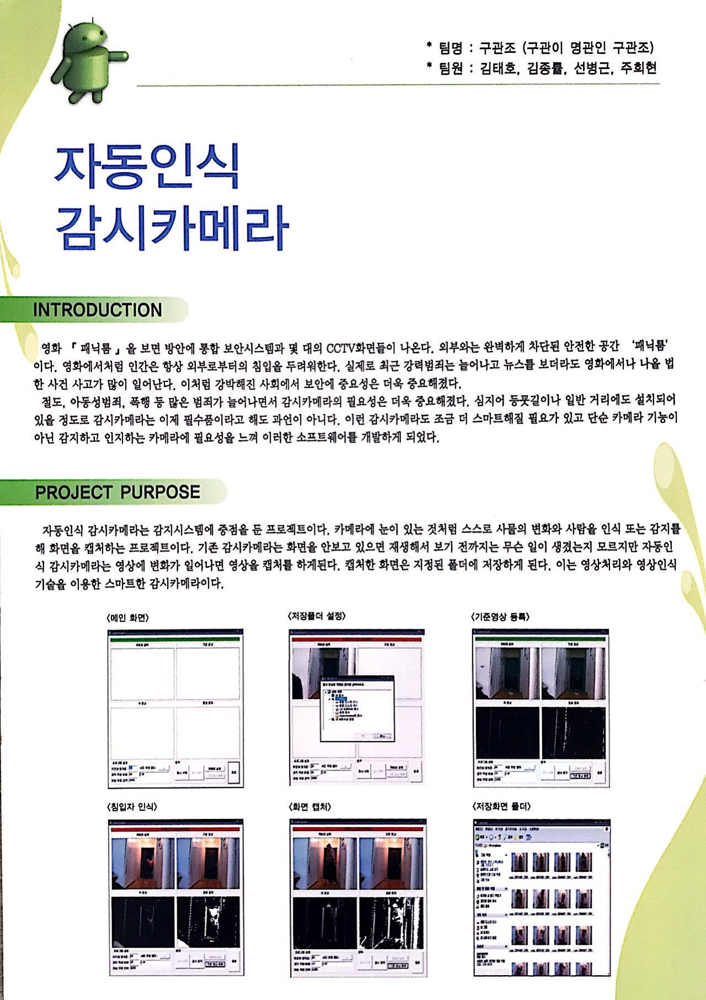 * 팀명 : 구관조 (구관이 명관인 구관조)
* 팀원 : 김태호, 김종률, 선병근, 주희현
자동인식
감시카메라
INTRODUCTION
영화 『 패닉룸 』을 보면 방안에 통합 보안시스템과 몇 대의 CCTV화면들이 나온다. 외부와는 완벽하게 차단된 안전한 공간 ‘패닉룸’
이다. 영화에서처럼 인간은 항상 외부로부터의 침입을 두려워한다. 실제로 최근 강력범죄는 늘어나고 뉴스를 보더라도 영화에서나 나올 법
한 사건 사고가 많이 일어난다. 이처럼 강박해진 사회에서 보안에 중요성은 더욱 중요해졌다.
절도, 아동성범죄, 폭행 등 많은 범죄가 늘어나면서 감시카메라의 필요성은 더욱 중요해졌다. 심지어 등굣길이나 일반 거리에도 설치되어
있을 정도로 감시카메라는 이제 필수품이라고 해도 과언이 아니다. 이런 감시카메라도 조금 더 스마트해질 필요가 있고 단순 카메라 기능이
아닌 감지하고 인지하는 카메라에 필요성을 느껴 이러한 소프트웨어를 개발하게 되었다.
PROJECT PURPOSE
자동인식 감시카메라는 감지시스템에 중점을 둔 프로젝트이다. 카메라에 눈이 있는 것처럼 스스로 사물의 변화와 사람을 인식 또는 감지를
해 화면을 캡처하는 프로젝트이다. 기존 감시카메라는 화면을 안보고 있으면 재생해서 보기 전까지는 무슨 일이 생겼는지 모르지만 자동인
식 감시카메라는 영상에 변화가 일어나면 영상을 캡처를 하게된다. 캡처한 화면은 지정된 폴더에 저장하게 된다. 이는 영상처리와 영상인식
기술을 이용한 스마트한 감시카메라이다.
<메인 화면>
<저장폴더 설정>
<기준영상 등록>
<침입자 인식>
<화면 캡처>
<저장화면 폴더>